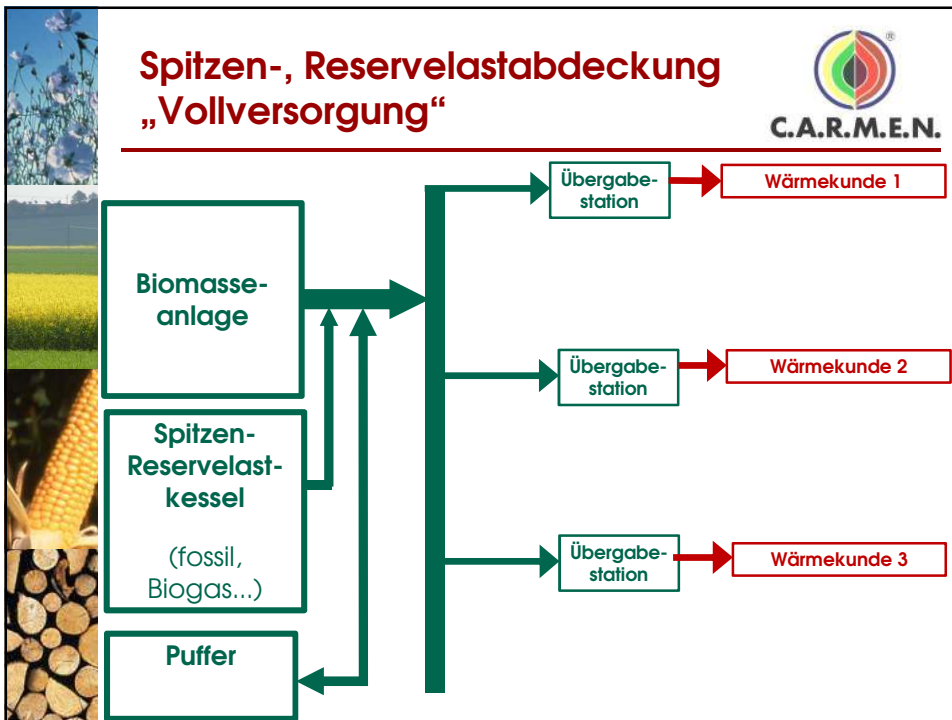 Spitzen-, Reservelastabdeckung
„Vollversorgung“
®
C.A.R.M.E.N.
Biomasse-
anlage
Spitzen-
Reservelast-
kessel
(fossil,
Biogas...)
Puffer
Übergabe-
station
Wärmekunde 1
Übergabe-
station
Wärmekunde 2
Übergabe-
station
Wärmekunde 3